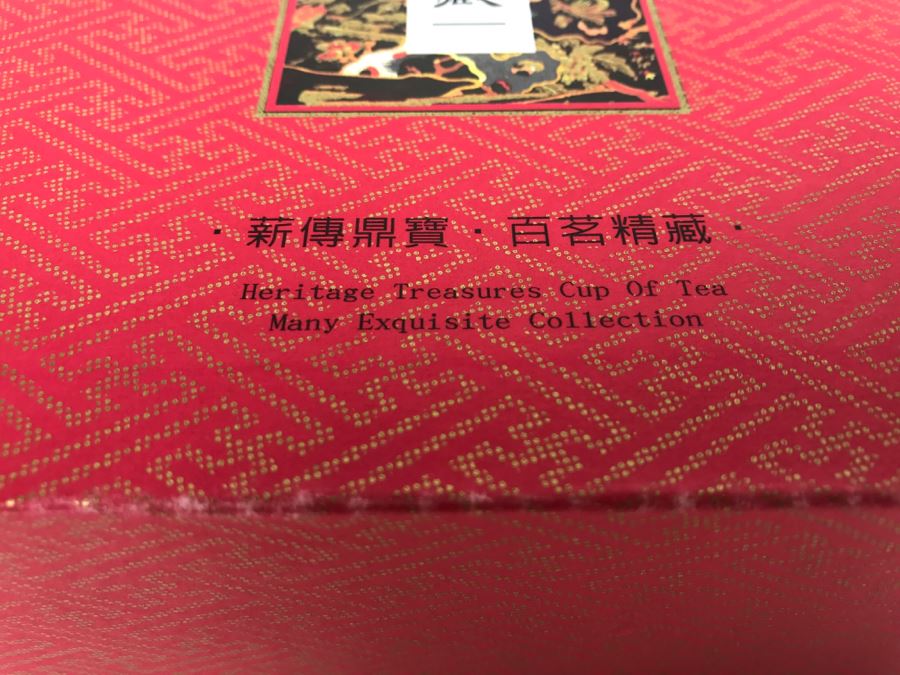 ·薪傳鼎寶·百茗精藏·
Heritage Treasures Cup Of Tea
Many Exquisite Collection